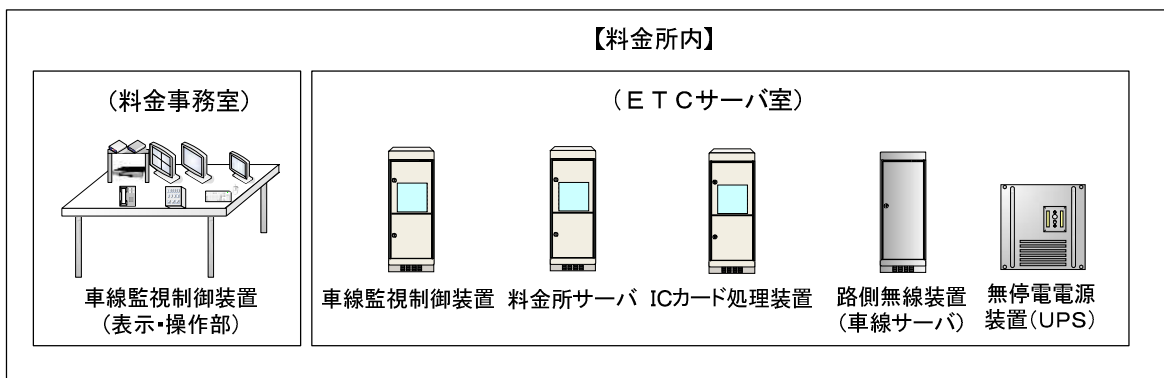 【料金所内】
（料金事務室）
車線監視制御装置
（表示・操作部）
（ＥＴＣサーバ室）
車線監視制御装置
料金所サーバ
ICカード処理装置
路側無線装置
（車線サーバ）
無停電電源
装置（UPS）